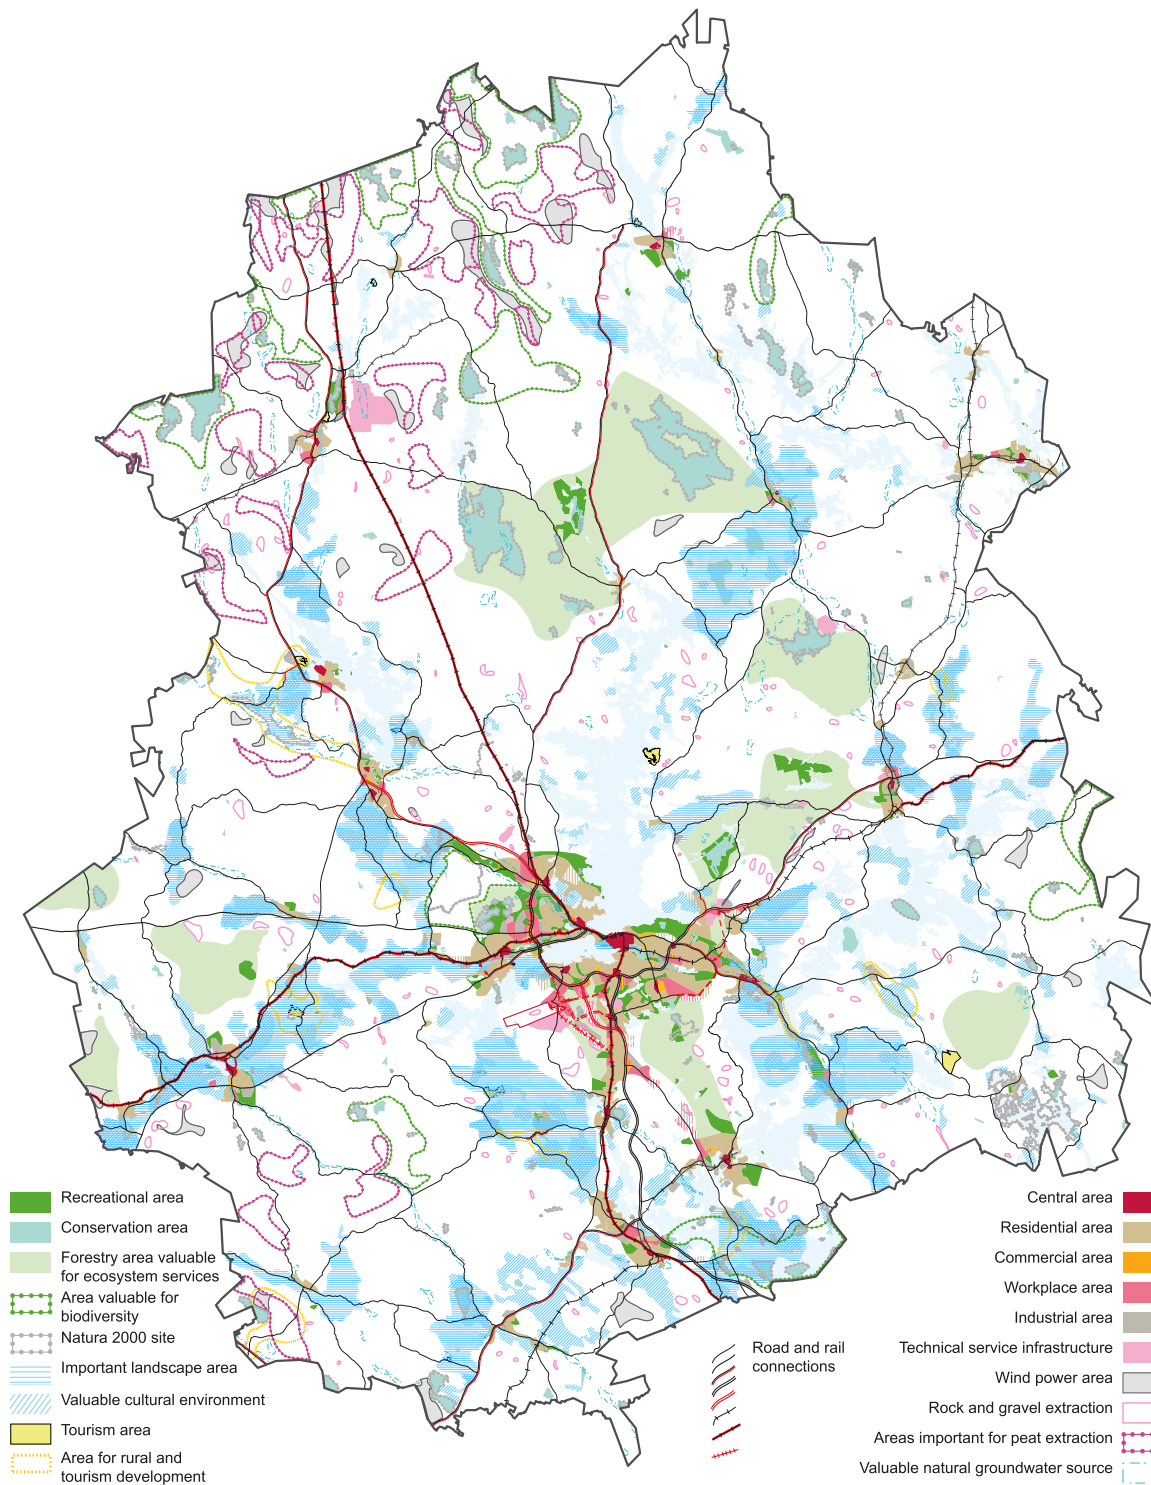 Recreational area
Conservation area
Forestry area valuable
for ecosystem services
Area valuable for
biodiversity
Natura 2000 site
Important landscape area
Valuable cultural environment
Tourism area
Area for rural and
tourism development
Road and rail
connections
Central area
Residential area
Commercial area
Workplace area
Industrial area
Technical service infrastructure
Wind power area
Rock and gravel extraction
Areas important for peat extraction
Valuable natural groundwater source